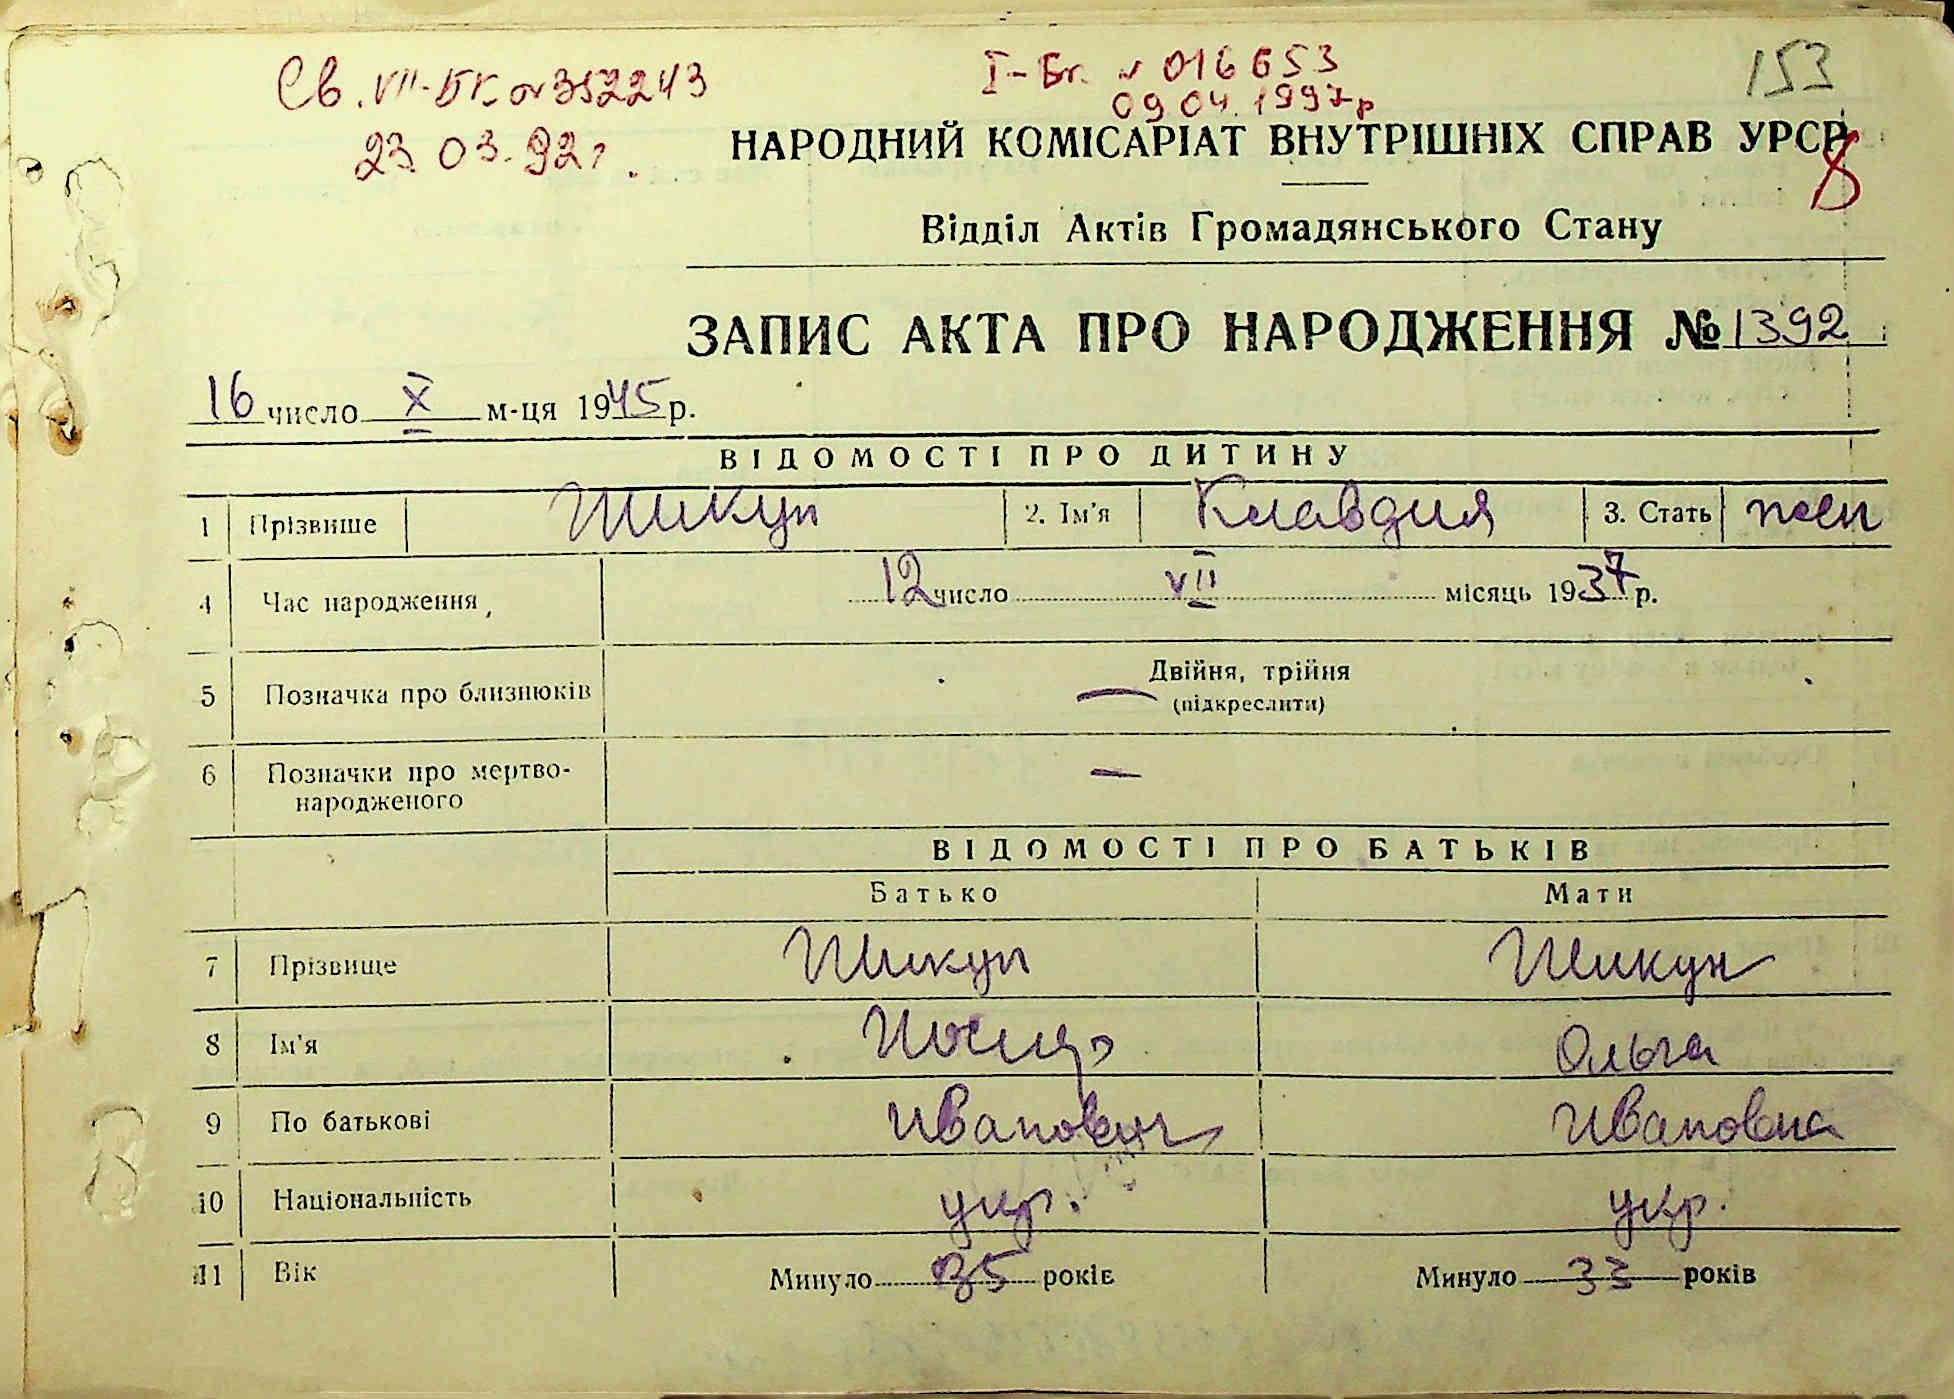 Св. VII-БК № 352243
23.03.92 г.
I-Бк № 016653
09.04.1997р
153
НАРОДНИЙ КОМІСАРІАТ ВНУТРІШНІХ СПРАВ УРСР
8
Відділ Актів Громадянського Стану
ЗАПИС АКТА ПРО НАРОДЖЕННЯ № 1392
16 число X м-ця 1945 р.
ВІДОМОСТІ ПРО ДИТИНУ
1 Прізвище Шикун 2. Ім'я Клавдия 3. Стать жен
4 Час народження, 12 число VII місяць 1937 р.
5 Позначка про близнюків — Двійня, трійня
(підкреслити)
6 Позначки про мертво- —
народженого
ВІДОМОСТІ ПРО БАТЬКІВ
Батько Мати
7 Прізвище Шикун Шикун
8 Ім'я Ольга
9 По батькові Иванович Ивановна
10 Національність укр. укр.
11 Вік Минуло 35 років Минуло 33 років